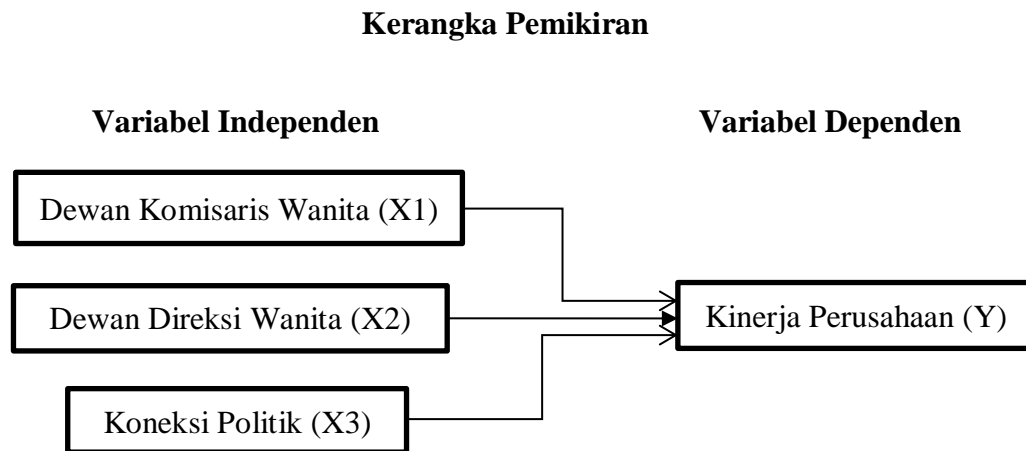 Kerangka Pemikiran
Variabel Independen
Variabel Dependen
Dewan Komisaris Wanita (X1)
Dewan Direksi Wanita (X2)
Kinerja Perusahaan (Y)
Koneksi Politik (X3)